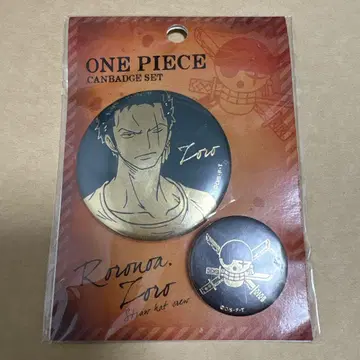 ONE PIECE
CANBADGE SET
Zoro
Roronoa.
Zoro
Straw hat crew